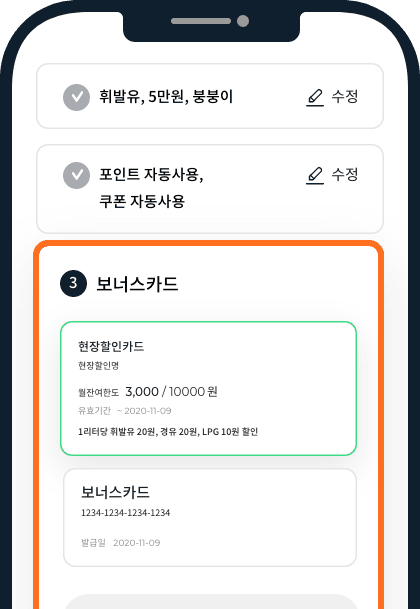 휘발유, 5만원, 붕붕이
수정
포인트 자동사용,
쿠폰 자동사용
수정
3 보너스카드
현장할인카드
현장할인명
월잔여한도 3,000 / 10000 원
유효기간 ~ 2020-11-09
1리터당 휘발유 20원, 경유 20원, LPG 10원 할인
보너스카드
1234-1234-1234-1234
발급일 2020-11-09